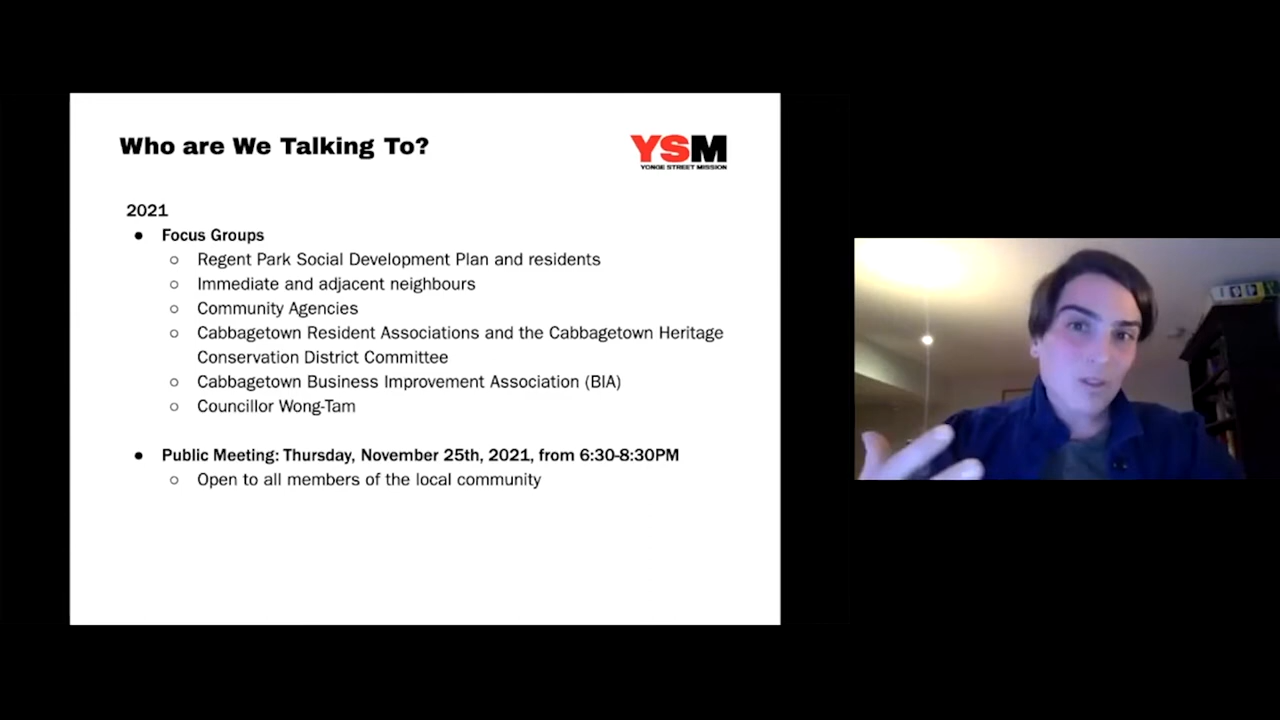 Who are We Talking To?
YSM
YONGE STREET MISSION
2021
● Focus Groups
○ Regent Park Social Development Plan and residents
○ Immediate and adjacent neighbours
○ Community Agencies
○ Cabbagetown Resident Associations and the Cabbagetown Heritage
Conservation District Committee
○ Cabbagetown Business Improvement Association (BIA)
○ Councillor Wong-Tam
● Public Meeting: Thursday, November 25th, 2021, from 6:30-8:30PM
○ Open to all members of the local community